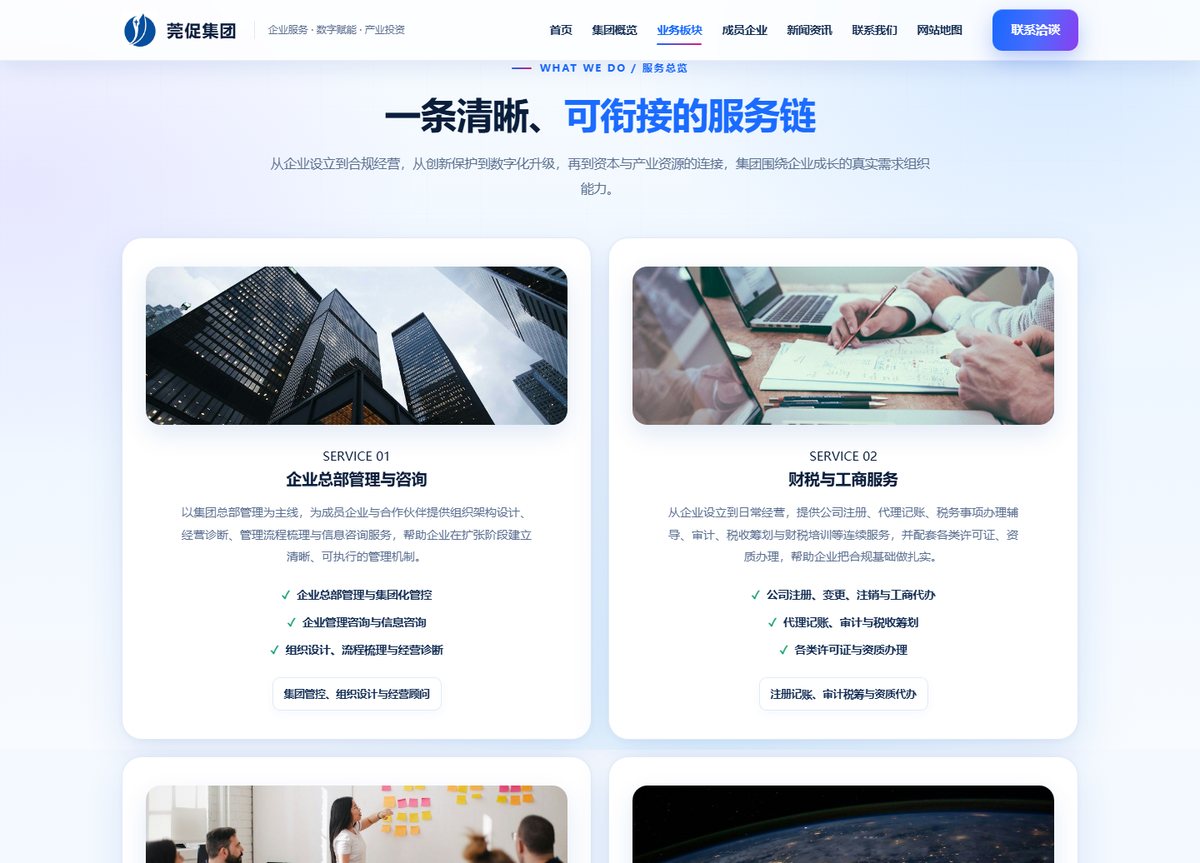 莞促集团
企业服务 · 数字赋能 · 产业投资
首页 集团概览 业务板块 成员企业 新闻资讯 联系我们 网站地图
联系洽谈
WHAT WE DO / 服务总览
一条清晰、可衔接的服务链
从企业设立到合规经营，从创新保护到数字化升级，再到资本与产业资源的连接，集团围绕企业成长的真实需求组织
能力。
SERVICE 01
企业总部管理与咨询
以集团总部管理为主线，为成员企业与合作伙伴提供组织架构设计、
经营诊断、管理流程梳理与信息咨询服务，帮助企业在扩张阶段建立
清晰、可执行的管理机制。
✓ 企业总部管理与集团化管控
✓ 企业管理咨询与信息咨询
✓ 组织设计、流程梳理与经营诊断
集团管控、组织设计与经营顾问
SERVICE 02
财税与工商服务
从企业设立到日常经营，提供公司注册、代理记账、税务事项办理辅
导、审计、税收筹划与财税培训等连续服务，并配套各类许可证、资
质办理，帮助企业把合规基础做扎实。
✓ 公司注册、变更、注销与工商代办
✓ 代理记账、审计与税收筹划
✓ 各类许可证与资质办理
注册记账、审计税筹与资质代办